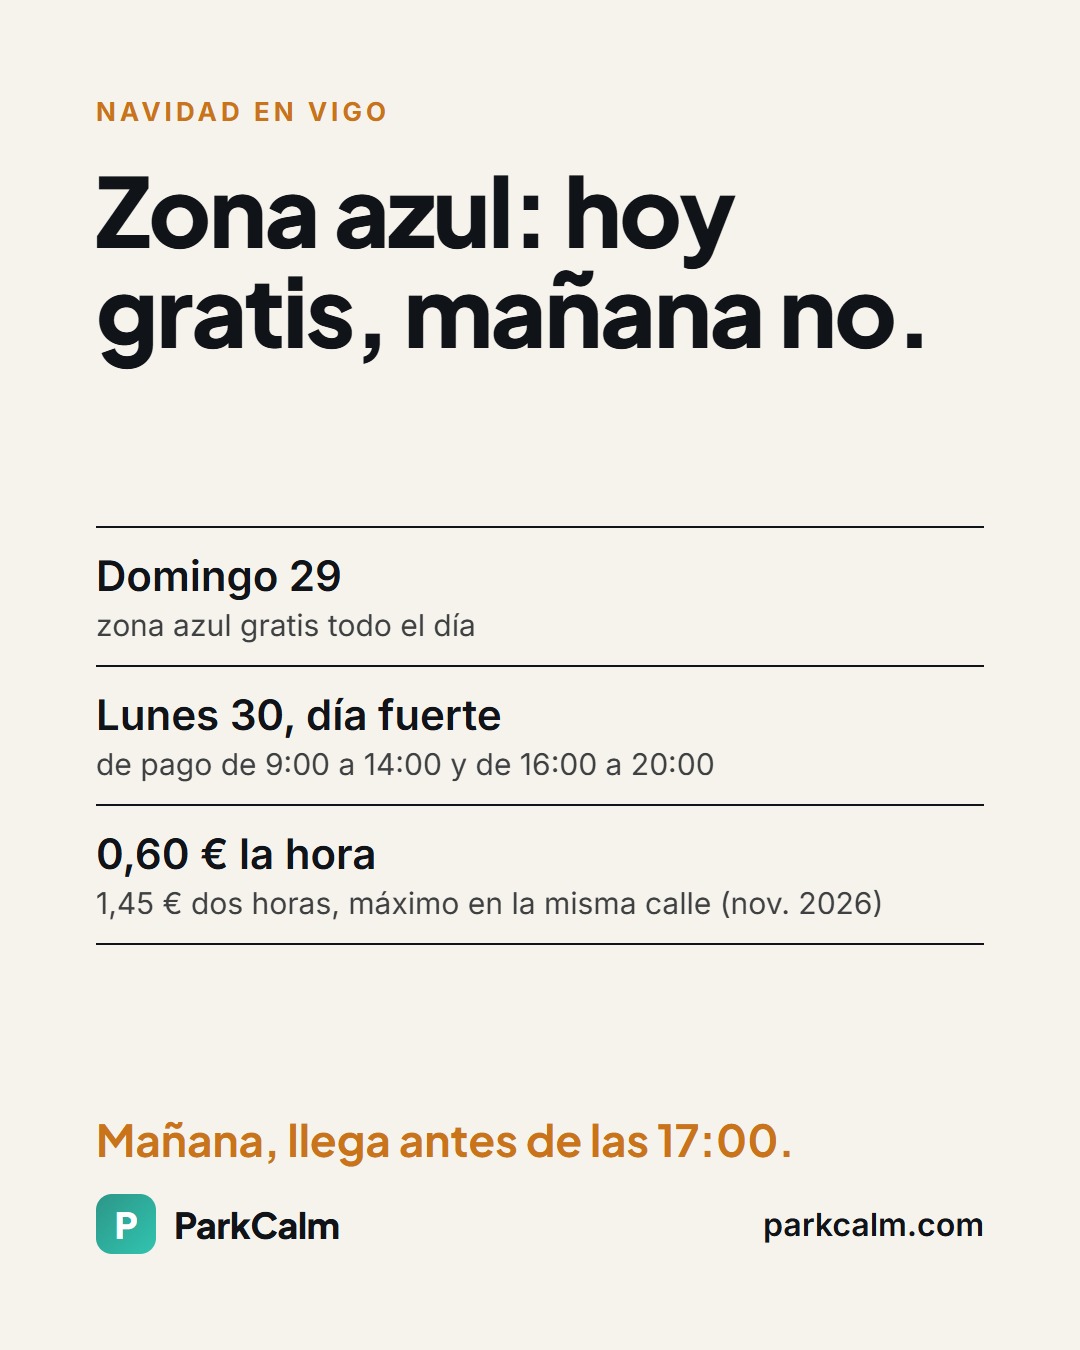 NAVIDAD EN VIGO
Zona azul: hoy
gratis, mañana no.
Domingo 29
zona azul gratis todo el día
Lunes 30, día fuerte
de pago de 9:00 a 14:00 y de 16:00 a 20:00
0,60 € la hora
1,45 € dos horas, máximo en la misma calle (nov. 2026)
Mañana, llega antes de las 17:00.
P ParkCalm
parkcalm.com